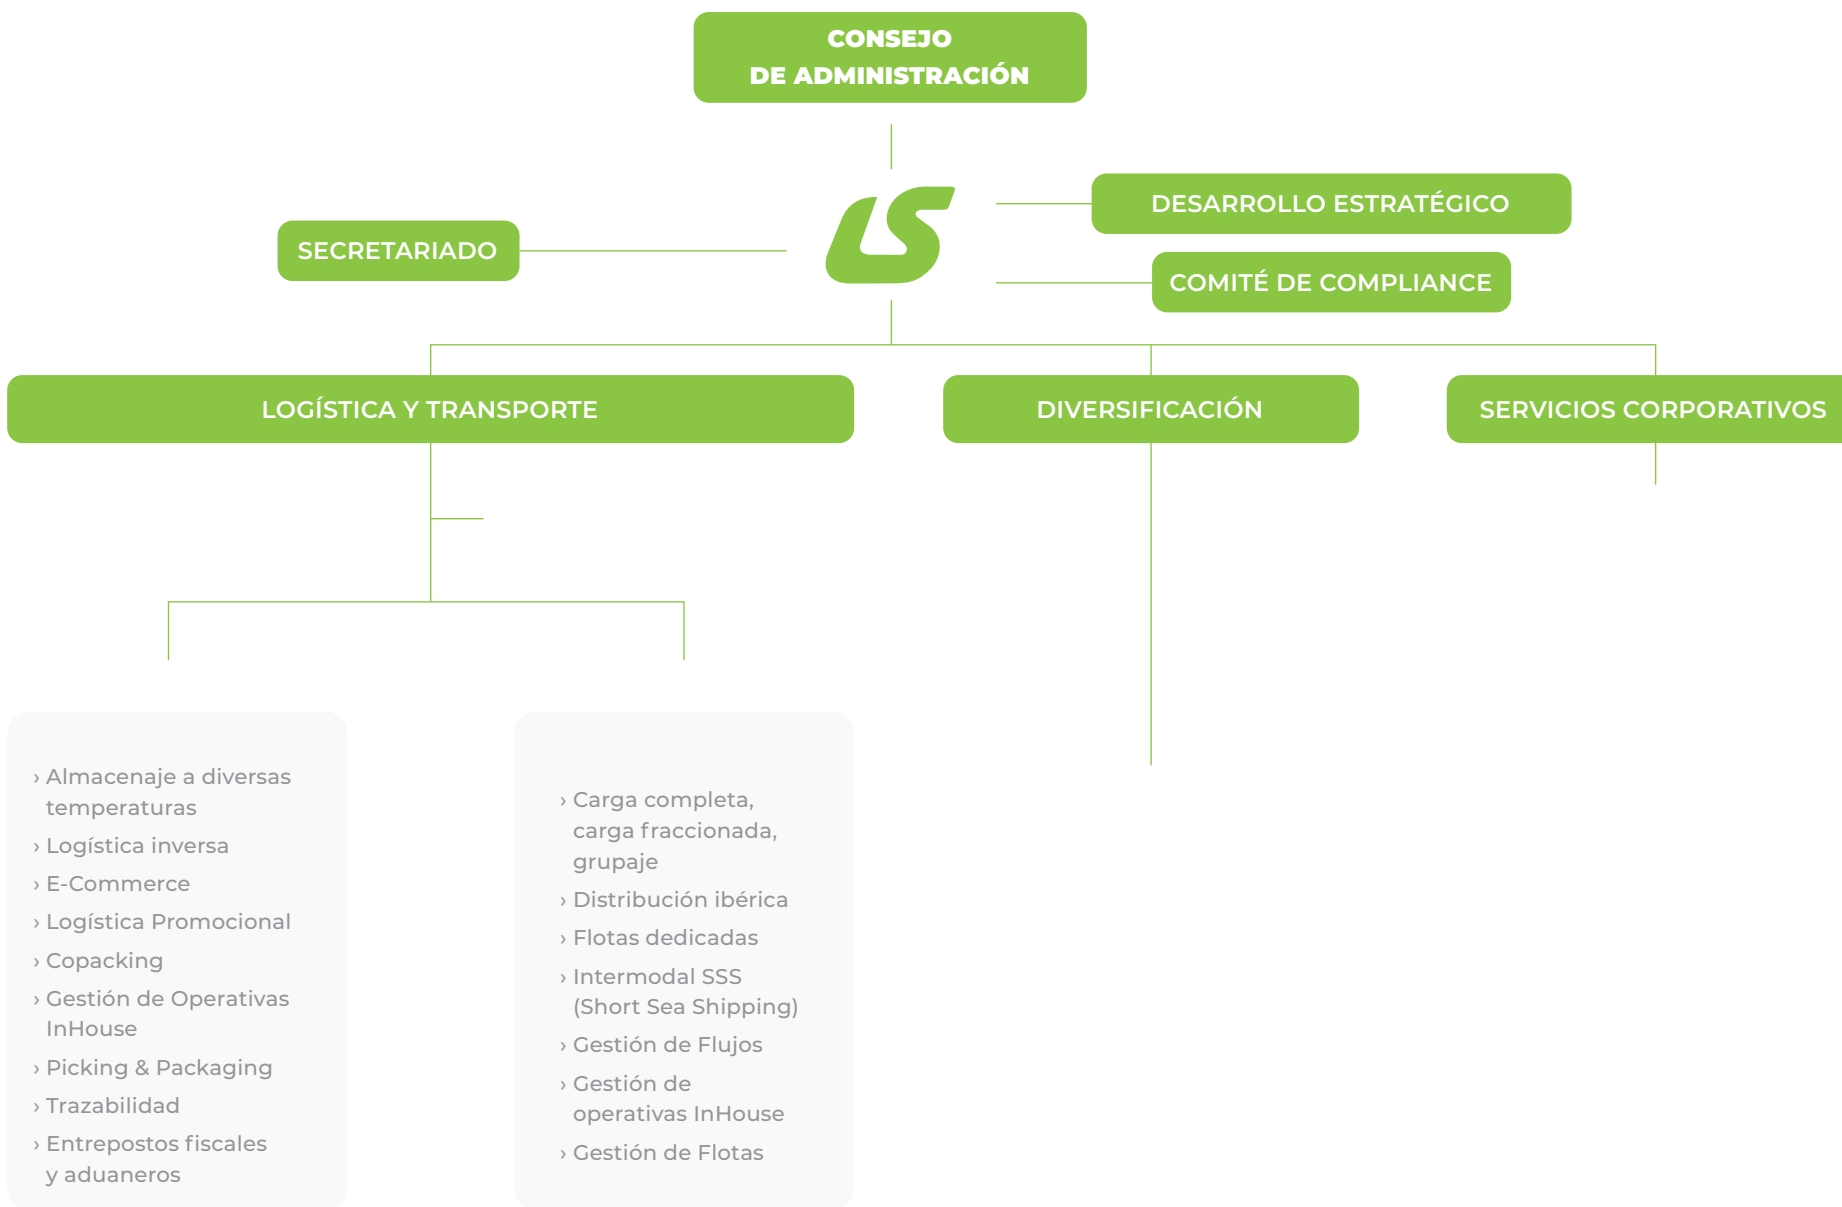 CONSEJO
DE ADMINISTRACIÓN
LS
DESARROLLO ESTRATÉGICO
SECRETARIADO
COMITÉ DE COMPLIANCE
LOGÍSTICA Y TRANSPORTE
DIVERSIFICACIÓN
SERVICIOS CORPORATIVOS
› Almacenaje a diversas
temperaturas
› Logística inversa
› E-Commerce
› Logística Promocional
› Copacking
› Gestión de Operativas
InHouse
› Picking & Packaging
› Trazabilidad
› Entrepostos fiscales
y aduaneros
› Carga completa,
carga fraccionada,
grupaje
› Distribución ibérica
› Flotas dedicadas
› Intermodal SSS
(Short Sea Shipping)
› Gestión de Flujos
› Gestión de
operativas InHouse
› Gestión de Flotas